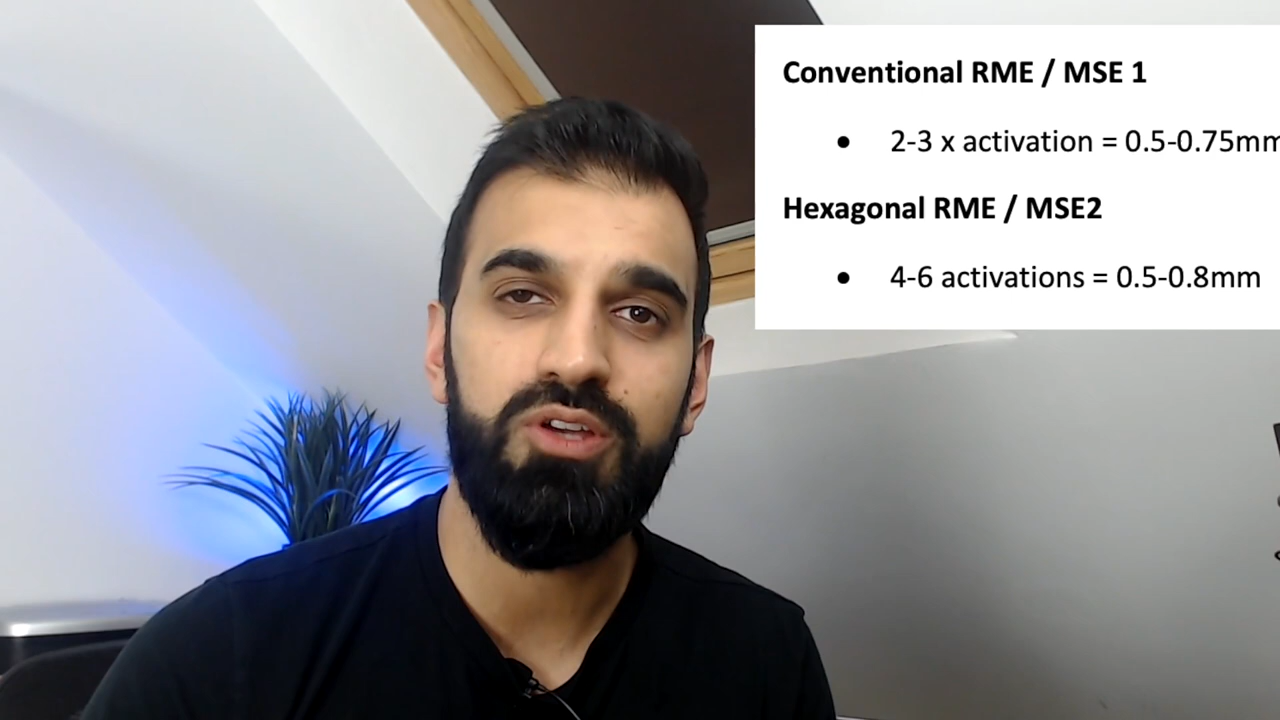 Conventional RME / MSE 1
• 2-3 x activation = 0.5-0.75mm
Hexagonal RME / MSE2
• 4-6 activations = 0.5-0.8mm